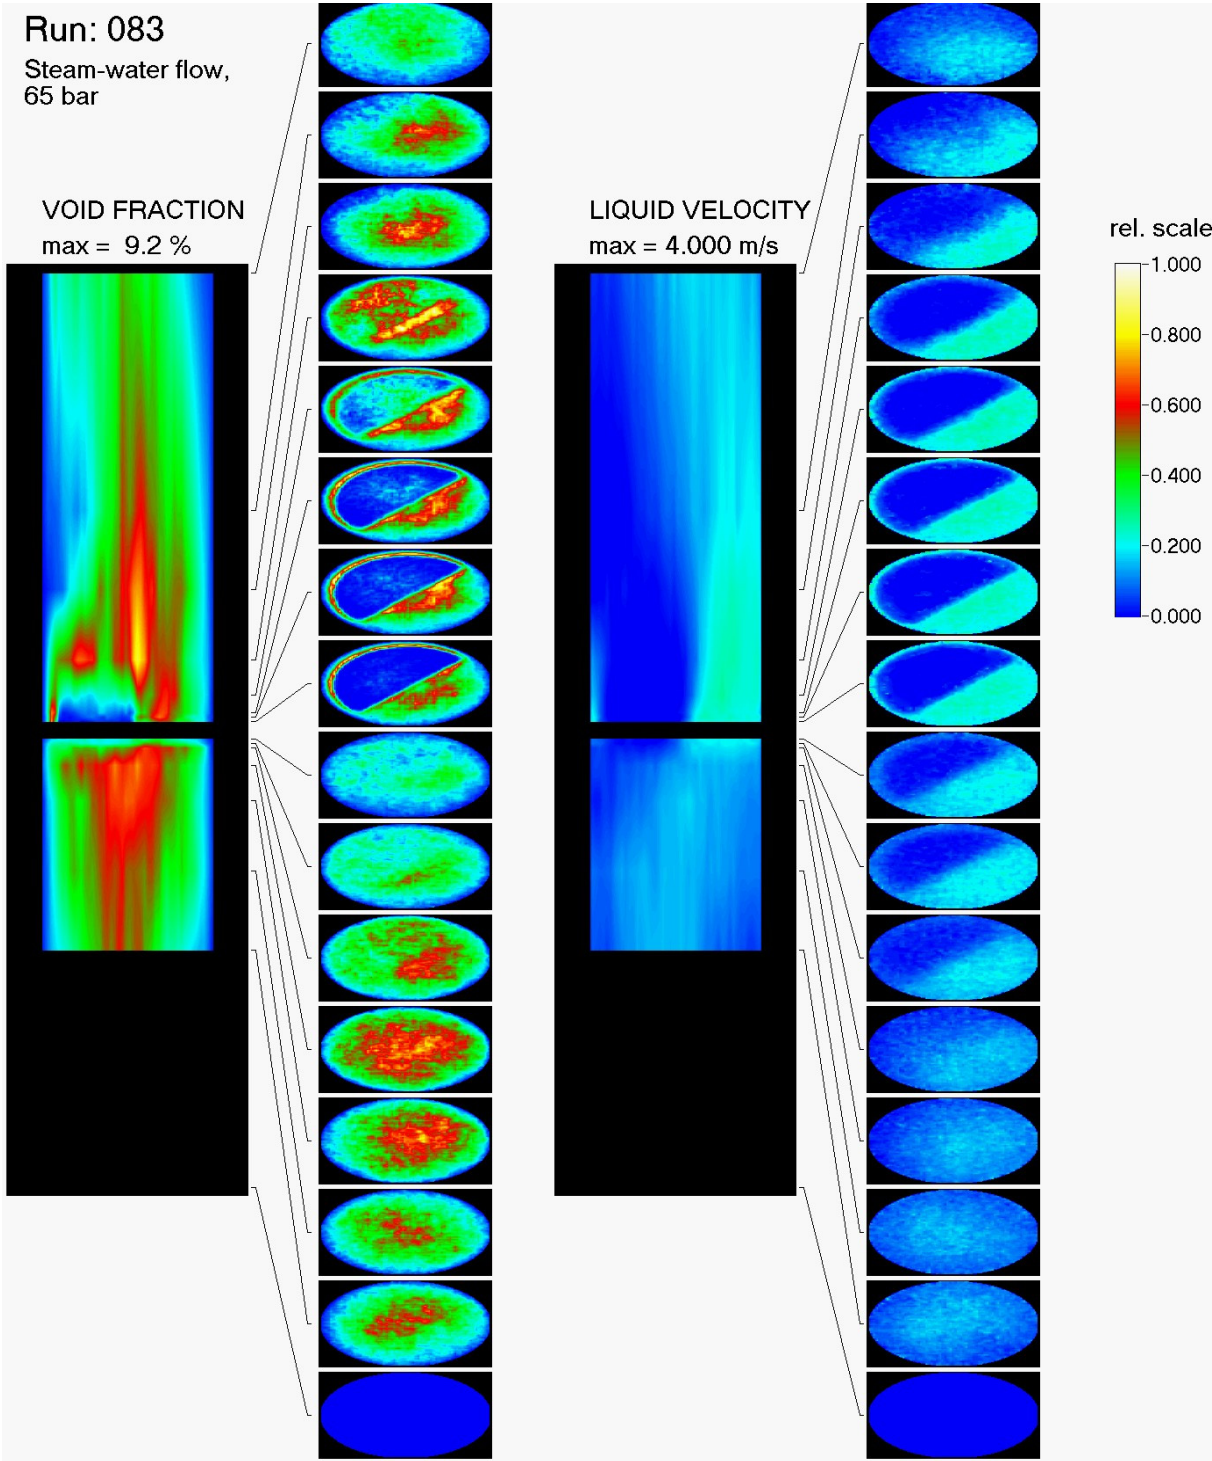 Run: 083
Steam-water flow,
65 bar
VOID FRACTION
max =  9.2 %
LIQUID VELOCITY
max = 4.000 m/s
rel. scale
1.000
0.800
0.600
0.400
0.200
0.000